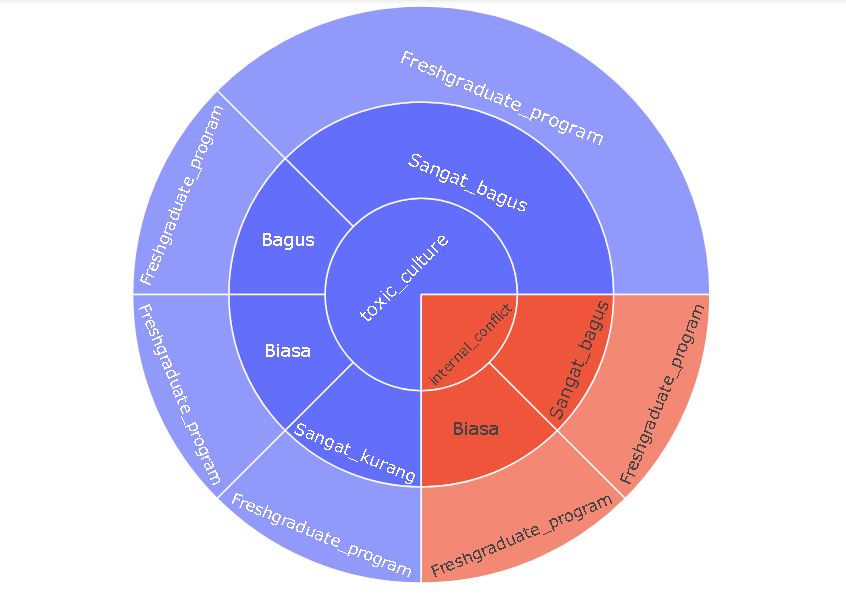 Freshgraduate_program
Sangat_bagus
Freshgraduate_program
Bagus
toxic_culture
Freshgraduate_program
Biasa
Sangat_kurang
Freshgraduate_program
internal_conflict
Sangat_bagus
Freshgraduate_program
Biasa
Freshgraduate_program